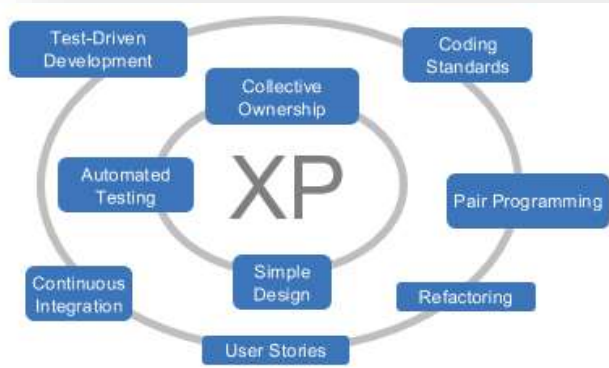 Test-Driven
Development
Coding
Standards
Collective
Ownership
Automated
Testing
XP
Pair Programming
Continuous
Integration
Simple
Design
Refactoring
User Stories